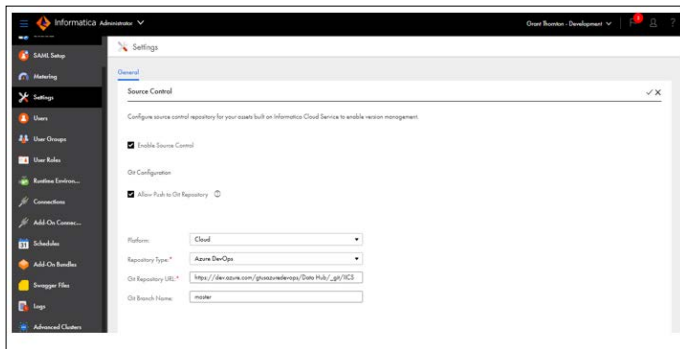 Informatica Administrator
Grant Thornton - Development
?
SAML Setup
Metering
Settings
Users
User Groups
User Roles
Runtime Environ...
Connections
Add-On Connec...
Schedules
Add-On Bundles
Swagger Files
Logs
Advanced Clusters
Settings
General
Source Control
Configure source control repository for your assets built on Informatica Cloud Service to enable version management.
Enable Source Control
Git Configuration
Allow Push to Git Repository
Platform: Cloud
Repository Type:* Azure DevOps
Git Repository URL:* https://dev.azure.com/gtusazuredevops/Data Hub/_git/IICS
Git Branch Name: master